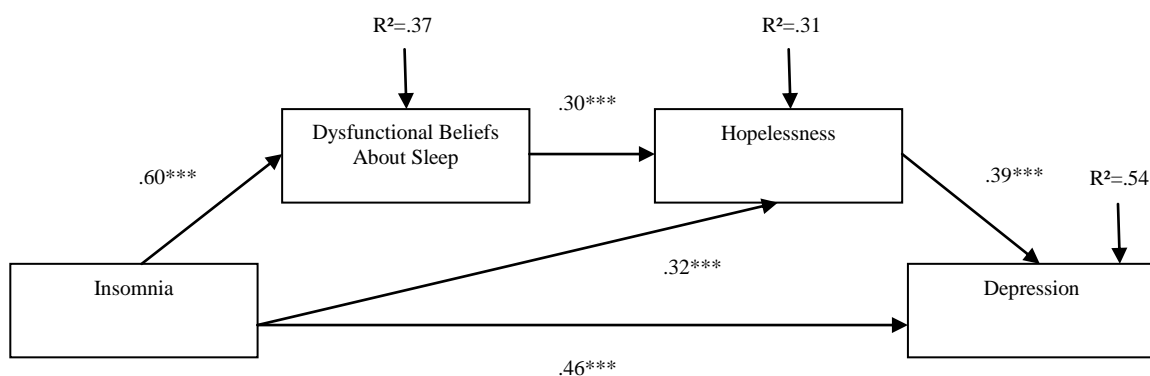 R²=.37
R²=.31
.30***
Dysfunctional Beliefs
About Sleep
Hopelessness
.60***
.39***
R²=.54
.32***
Insomnia
Depression
.46***